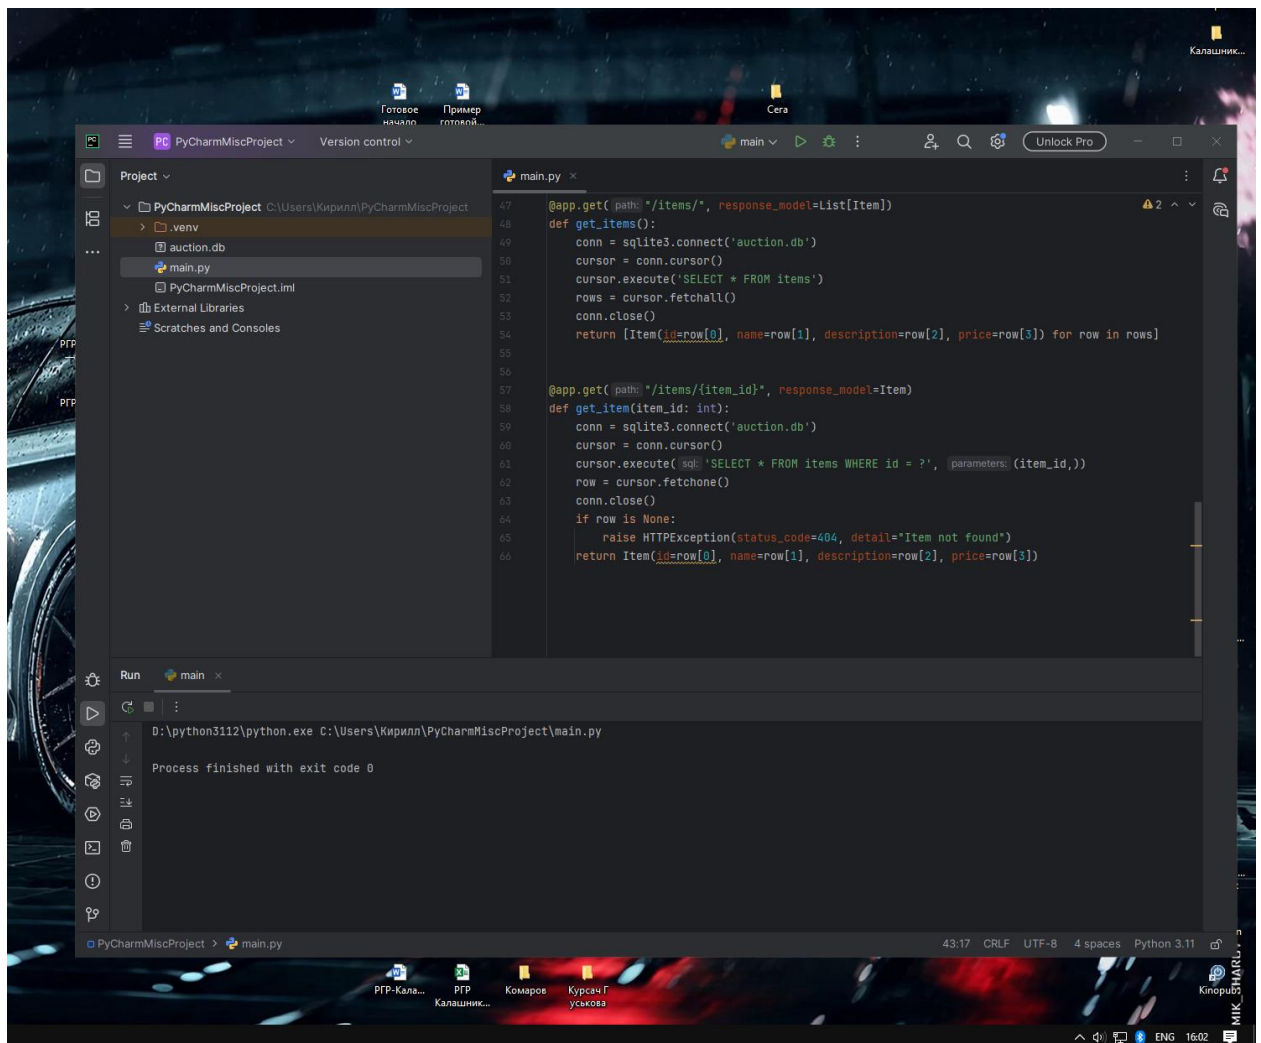 Калашник...
Готовое
начало
Пример
готовой...
Сега
PC
PC PyCharmMiscProject
Version control
main
Unlock Pro
Project
main.py
PyCharmMiscProject C:\Users\Кирилл\PyCharmMiscProject
.venv
auction.db
main.py
PyCharmMiscProject.iml
External Libraries
Scratches and Consoles
РГР
РГР
2
47 @app.get( path: "/items/", response_model=List[Item])
48 def get_items():
49 conn = sqlite3.connect('auction.db')
50 cursor = conn.cursor()
51 cursor.execute('SELECT * FROM items')
52 rows = cursor.fetchall()
53 conn.close()
54 return [Item(id=row[0], name=row[1], description=row[2], price=row[3]) for row in rows]
55
56
57 @app.get( path: "/items/{item_id}", response_model=Item)
58 def get_item(item_id: int):
59 conn = sqlite3.connect('auction.db')
60 cursor = conn.cursor()
61 cursor.execute( sql: 'SELECT * FROM items WHERE id = ?', parameters: (item_id,))
62 row = cursor.fetchone()
63 conn.close()
64 if row is None:
65 raise HTTPException(status_code=404, detail="Item not found")
66 return Item(id=row[0], name=row[1], description=row[2], price=row[3])
Run
main
D:\python3112\python.exe C:\Users\Кирилл\PyCharmMiscProject\main.py
Process finished with exit code 0
PyCharmMiscProject > main.py
43:17 CRLF UTF-8 4 spaces Python 3.11
РГР-Кала...
РГР
Калашник...
Комаров
Курсач Г
уськова
Kinopub
ENG 16:02